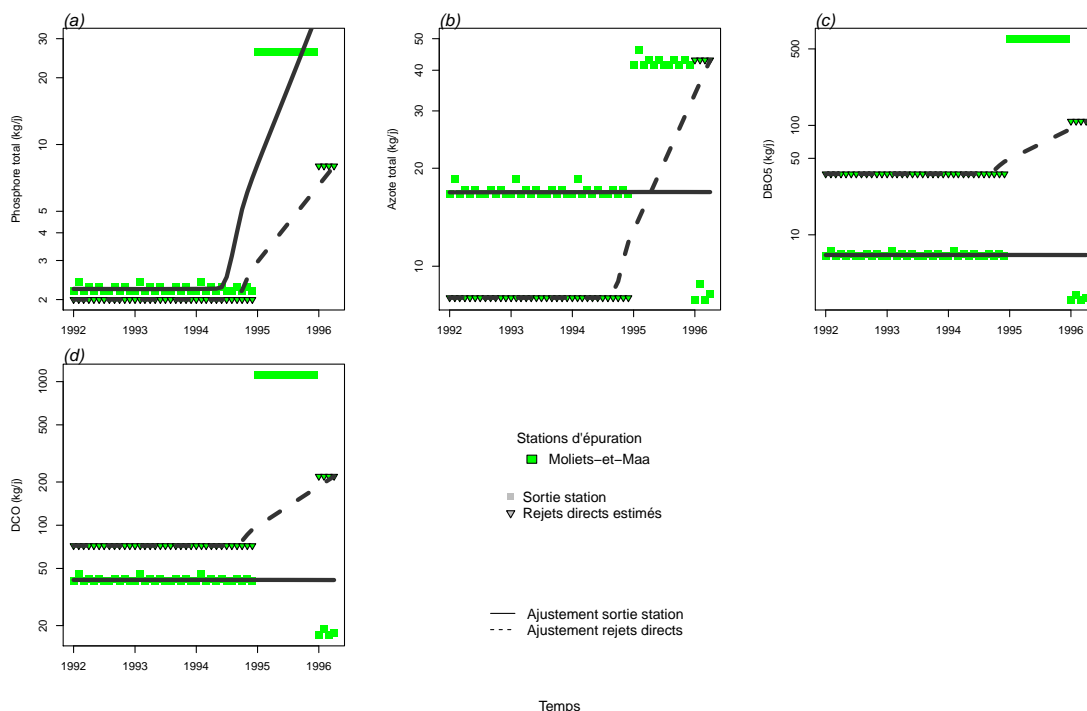 (a)
Phosphore total (kg/j)
30
20
10
5
4
3
2
2
1992
1993
1994
1995
1996
(b)
Azote total (kg/j)
50
40
30
20
10
1992
1993
1994
1995
1996
(c)
DBO5 (kg/j)
500
100
50
10
1992
1993
1994
1995
1996
(d)
DCO (kg/j)
1000
500
200
100
50
20
1992
1993
1994
1995
1996
Stations d'épuration
Moliets−et−Maa
Sortie station
Rejets directs estimés
Ajustement sortie station
Ajustement rejets directs
Temps